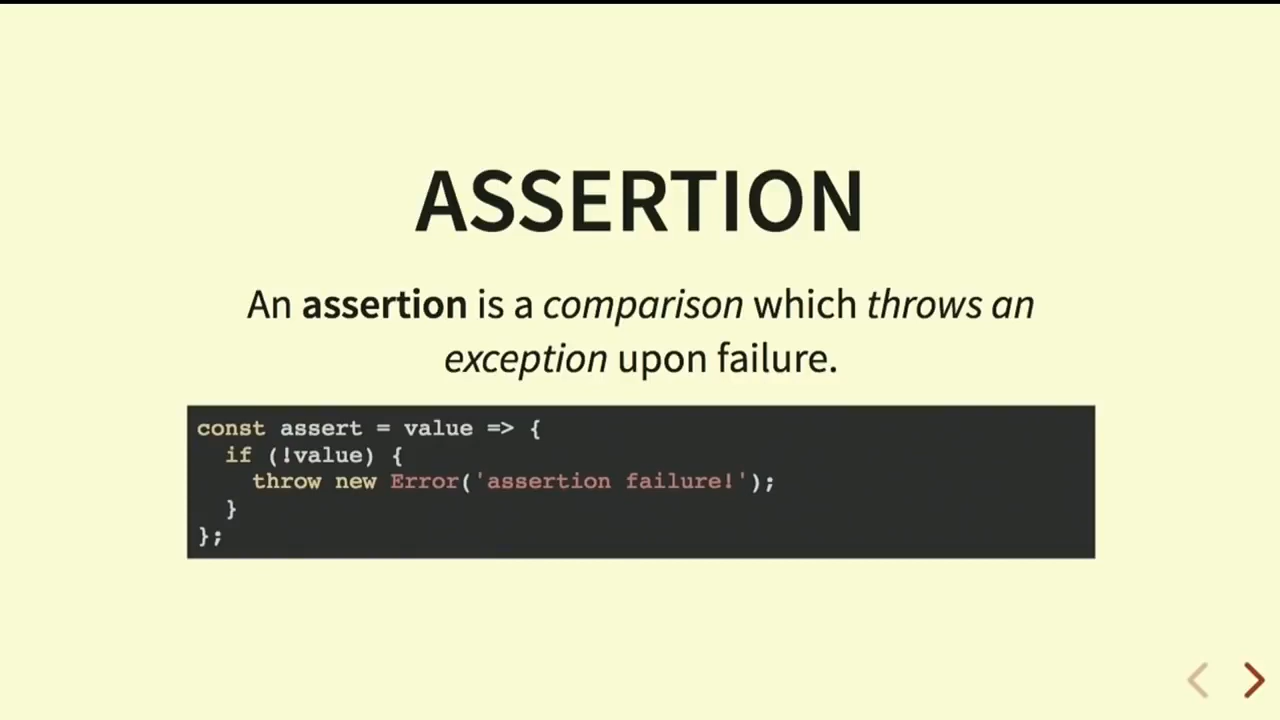 ASSERTION
An assertion is a comparison which throws an
exception upon failure.
const assert = value => {
  if (!value) {
    throw new Error('assertion failure!');
  }
};